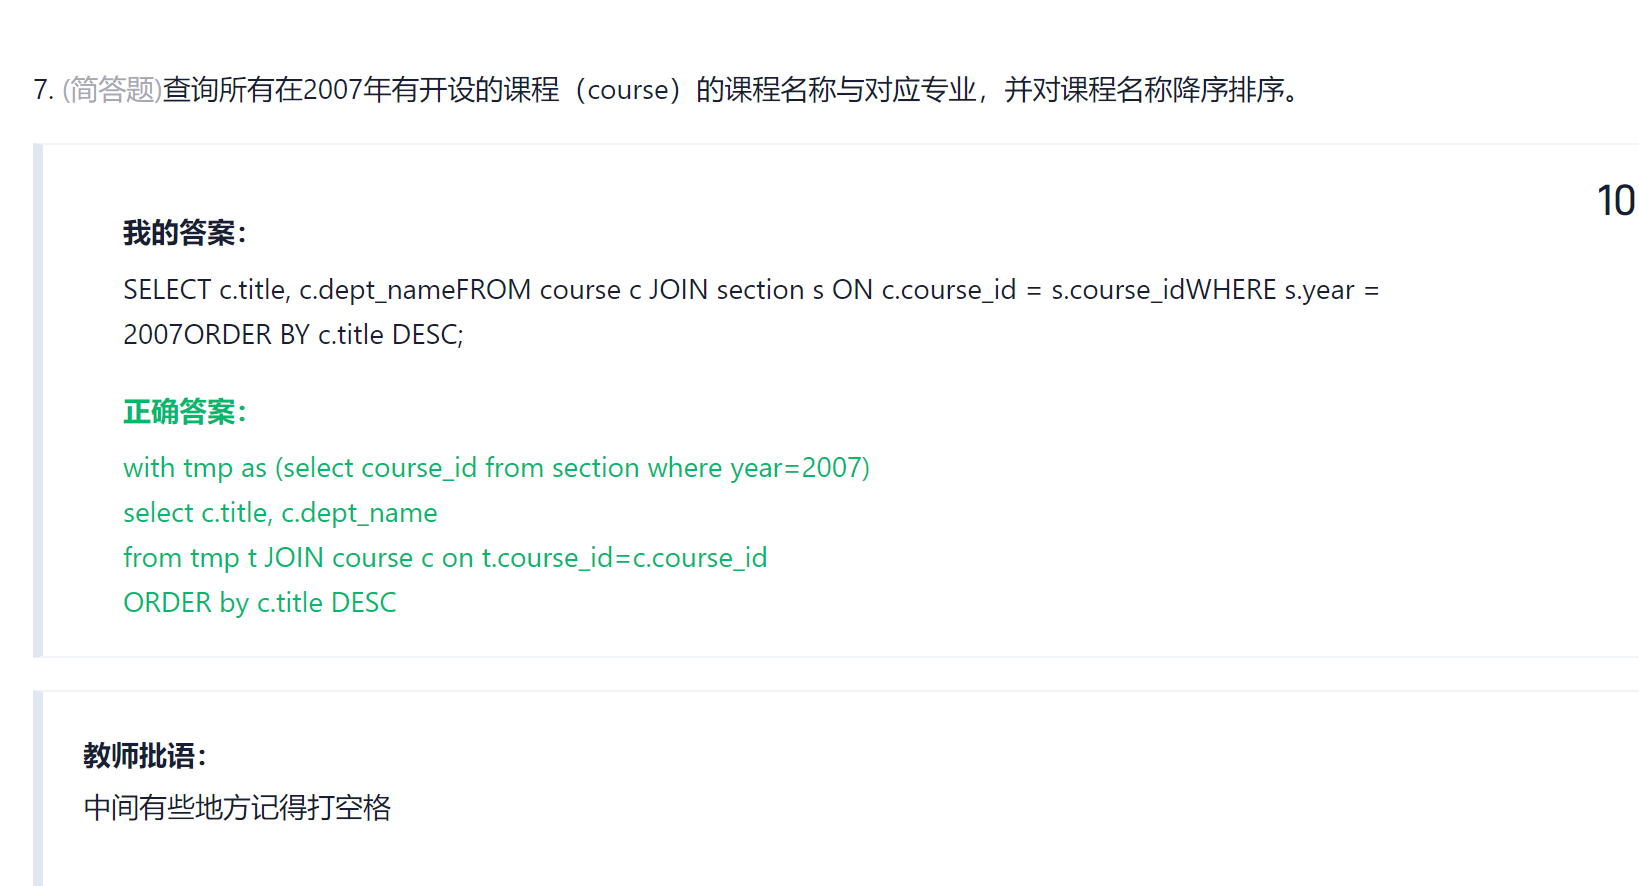 7. (简答题)查询所有在2007年有开设的课程（course）的课程名称与对应专业，并对课程名称降序排序。
10
我的答案：
SELECT c.title, c.dept_nameFROM course c JOIN section s ON c.course_id = s.course_idWHERE s.year =
2007ORDER BY c.title DESC;
正确答案：
with tmp as (select course_id from section where year=2007)
select c.title, c.dept_name
from tmp t JOIN course c on t.course_id=c.course_id
ORDER by c.title DESC
教师批语：
中间有些地方记得打空格